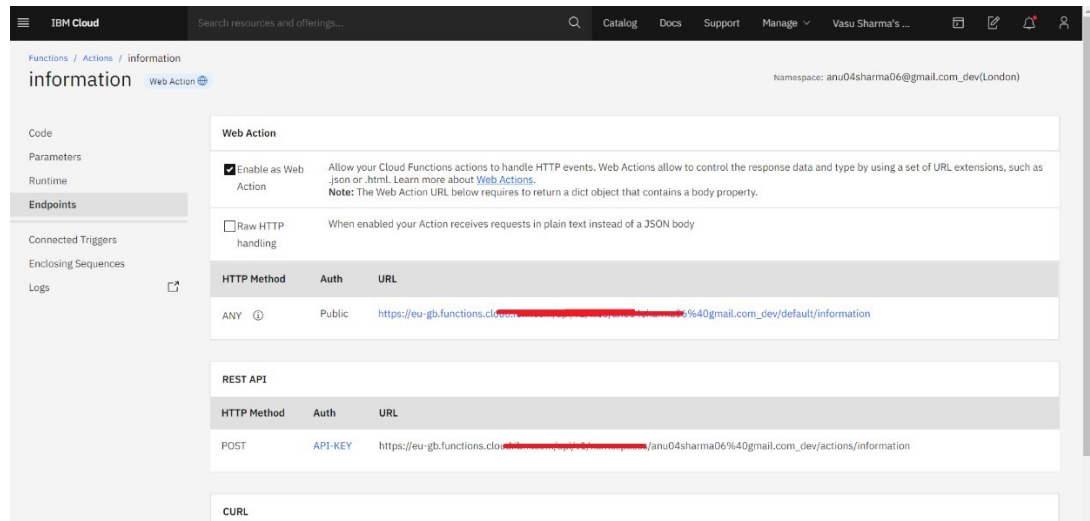 IBM Cloud
Search resources and offerings...
Catalog
Docs
Support
Manage
Vasu Sharma's ...
Functions / Actions / information
information
Web Action
Namespace: anu04sharma06@gmail.com_dev(London)
Code
Parameters
Runtime
Endpoints
Connected Triggers
Enclosing Sequences
Logs
Web Action
Enable as Web
Action
Allow your Cloud Functions actions to handle HTTP events. Web Actions allow to control the response data and type by using a set of URL extensions, such as
.json or .html. Learn more about Web Actions.
Note: The Web Action URL below requires to return a dict object that contains a body property.
Raw HTTP
handling
When enabled your Action receives requests in plain text instead of a JSON body
HTTP Method Auth URL
ANY Public https://eu-gb.functions.clo %40gmail.com_dev/default/information
REST API
HTTP Method Auth URL
POST API-KEY https://eu-gb.functions.clo /anu04sharma06%40gmail.com_dev/actions/information
CURL